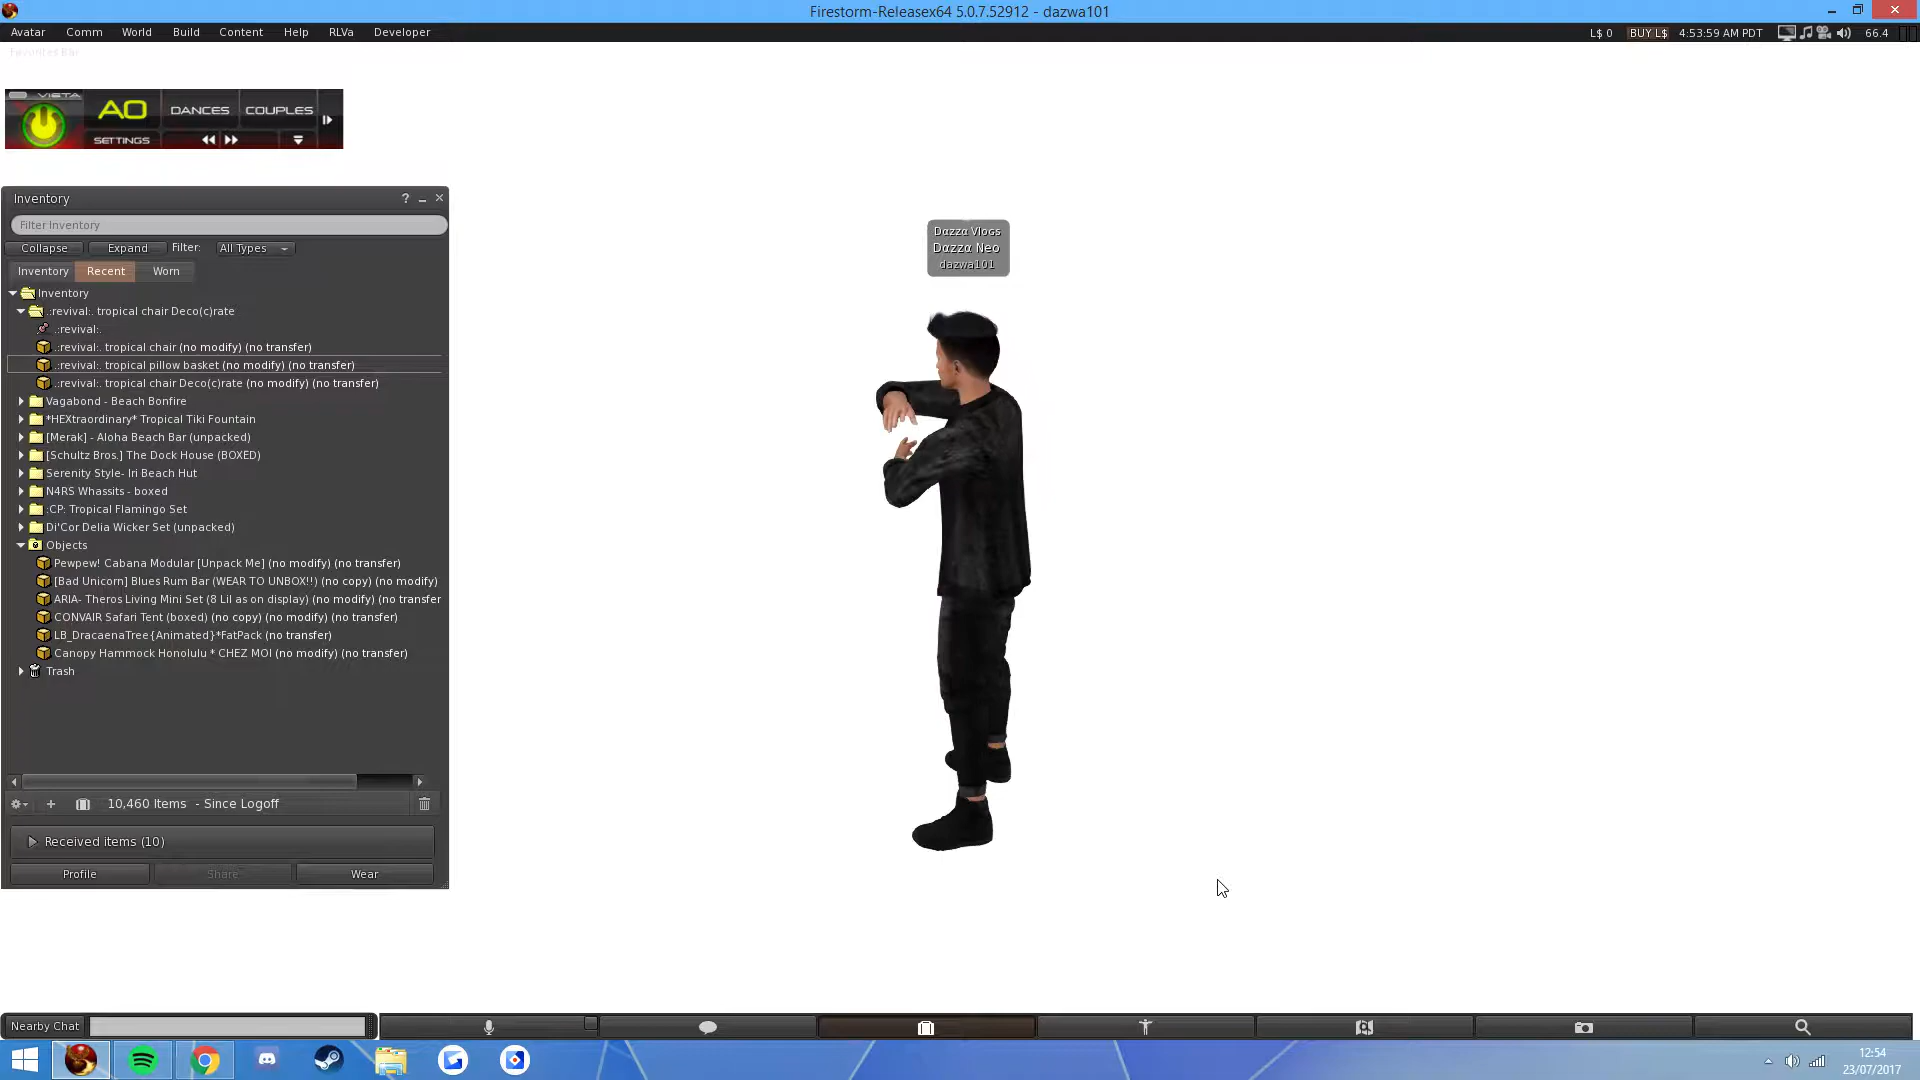 Firestorm-Releasex64 5.0.7.52912 - dazwa101
Avatar Comm World Build Content Help RLVa Developer
L$ 0 BUY L$ 4:53:59 AM PDT 66.4
Favorites Bar
VISTA
AO DANCES COUPLES
SETTINGS
Inventory ?
Filter Inventory
Collapse Expand Filter: All Types
Inventory Recent Worn
Inventory
.:revival:. tropical chair Deco(c)rate
.:revival:.
.:revival:. tropical chair (no modify) (no transfer)
.:revival:. tropical pillow basket (no modify) (no transfer)
.:revival:. tropical chair Deco(c)rate (no modify) (no transfer)
Vagabond - Beach Bonfire
*HEXtraordinary* Tropical Tiki Fountain
[Merak] - Aloha Beach Bar (unpacked)
[Schultz Bros.] The Dock House (BOXED)
Serenity Style- Iri Beach Hut
N4RS Whassits - boxed
:CP: Tropical Flamingo Set
Di'Cor Delia Wicker Set (unpacked)
Objects
Pewpew! Cabana Modular [Unpack Me] (no modify) (no transfer)
[Bad Unicorn] Blues Rum Bar (WEAR TO UNBOX!!) (no copy) (no modify)
ARIA- Theros Living Mini Set (8 Lil as on display) (no modify) (no transfer
CONVAIR Safari Tent (boxed) (no copy) (no modify) (no transfer)
LB_DracaenaTree{Animated}*FatPack (no transfer)
Canopy Hammock Honolulu * CHEZ MOI (no modify) (no transfer)
Trash
10,460 Items - Since Logoff
Received items (10)
Profile Share Wear
Dαzzα Vlogs
Dαzzα Neo
dazwa101
Nearby Chat
12:54
23/07/2017